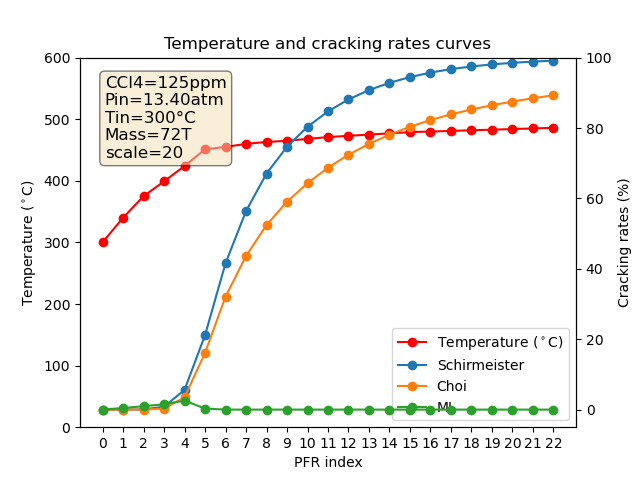 Temperature and cracking rates curves
CCl4=125ppm
Pin=13.40atm
Tin=300°C
Mass=72T
scale=20
600
500
400
300
200
100
0
Temperature (°C)
100
80
60
40
20
0
Cracking rates (%)
Temperature (°C)
Schirmeister
Choi
ML
0 1 2 3 4 5 6 7 8 9 10 11 12 13 14 15 16 17 18 19 20 21 22
PFR index